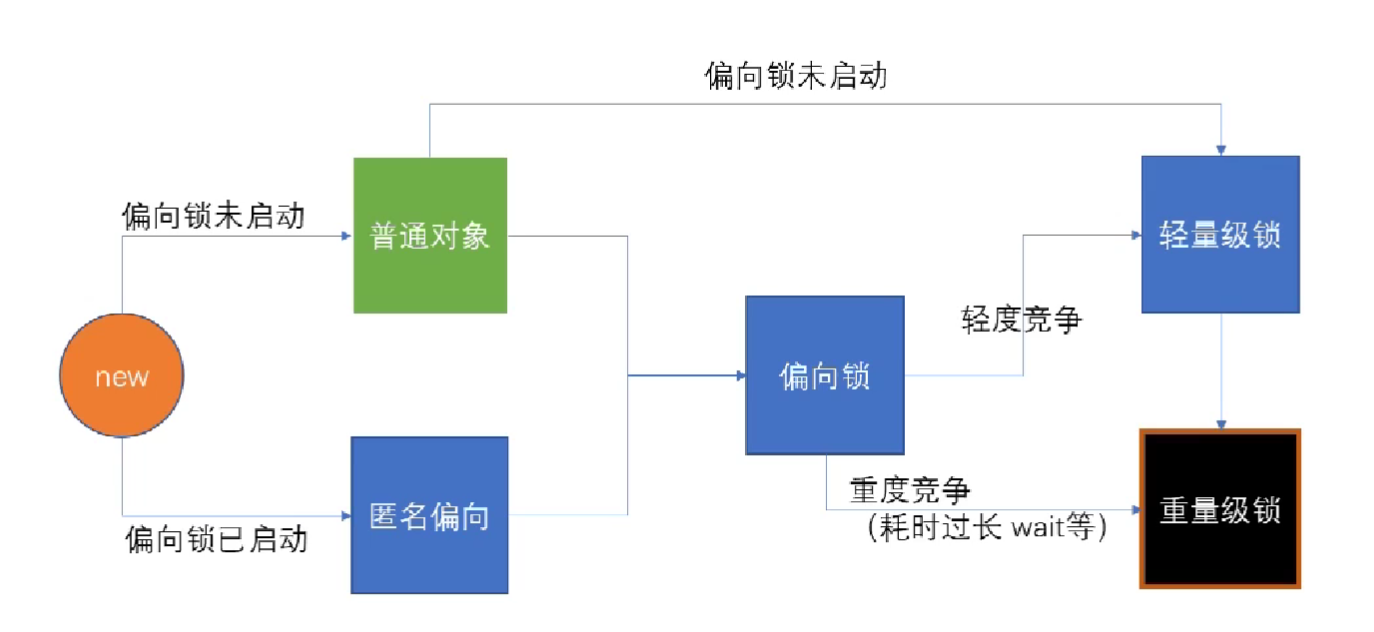 偏向锁未启动
偏向锁未启动
普通对象
轻量级锁
new
偏向锁
轻度竞争
匿名偏向
偏向锁已启动
重度竞争
（耗时过长 wait等）
重量级锁